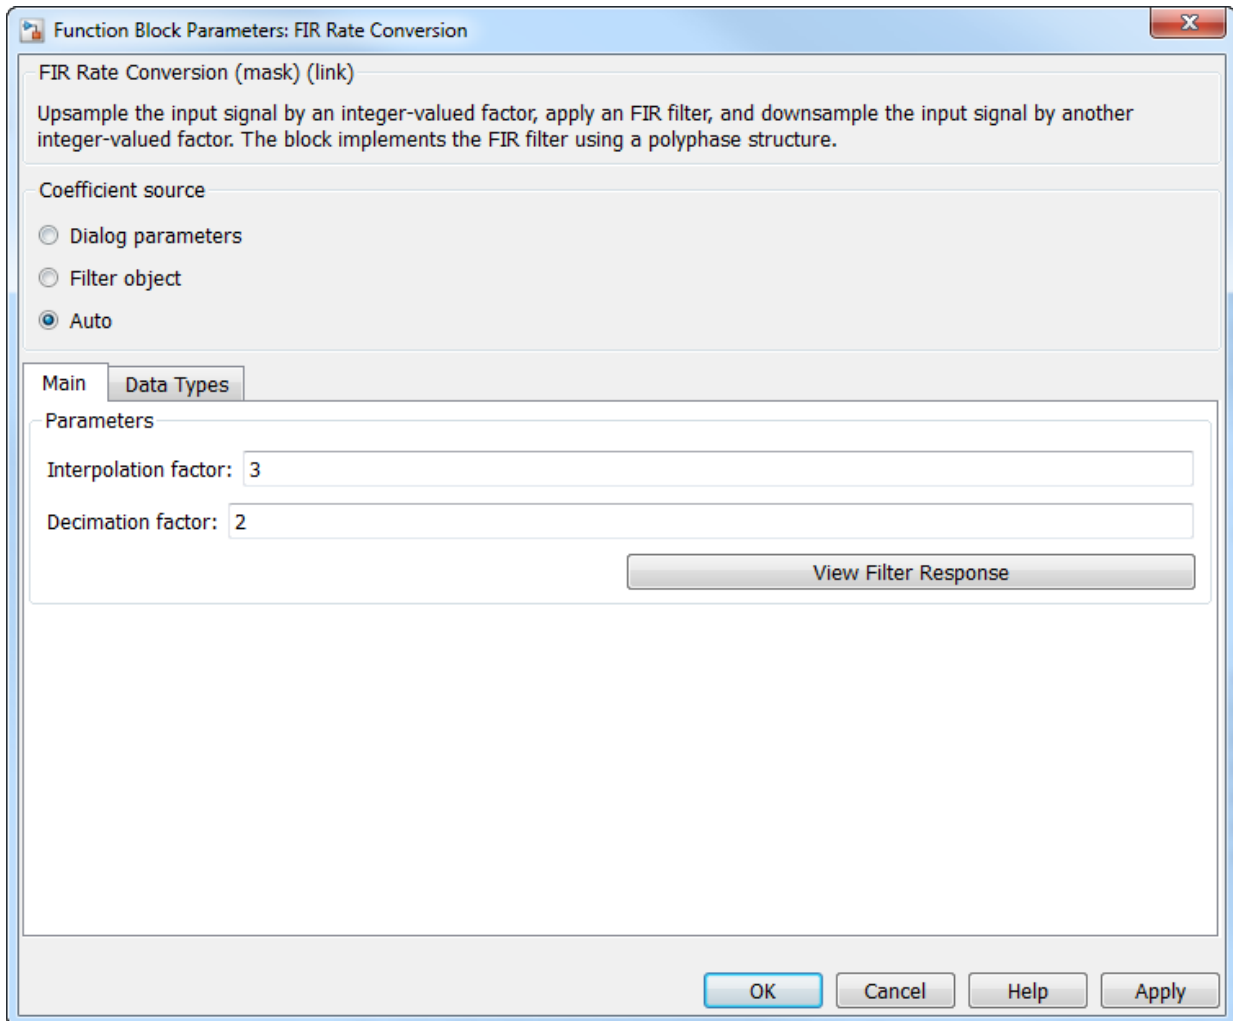 Function Block Parameters: FIR Rate Conversion
X
FIR Rate Conversion (mask) (link)
Upsample the input signal by an integer-valued factor, apply an FIR filter, and downsample the input signal by another
integer-valued factor. The block implements the FIR filter using a polyphase structure.
Coefficient source
Dialog parameters
Filter object
Auto
Main Data Types
Parameters
Interpolation factor: 3
Decimation factor: 2
View Filter Response
OK Cancel Help Apply